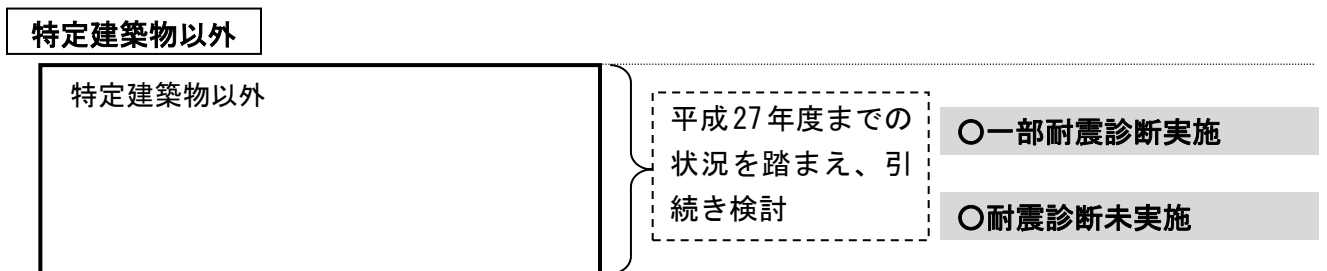 特定建築物以外
特定建築物以外
平成27年度までの
状況を踏まえ、引
続き検討
○一部耐震診断実施
○耐震診断未実施